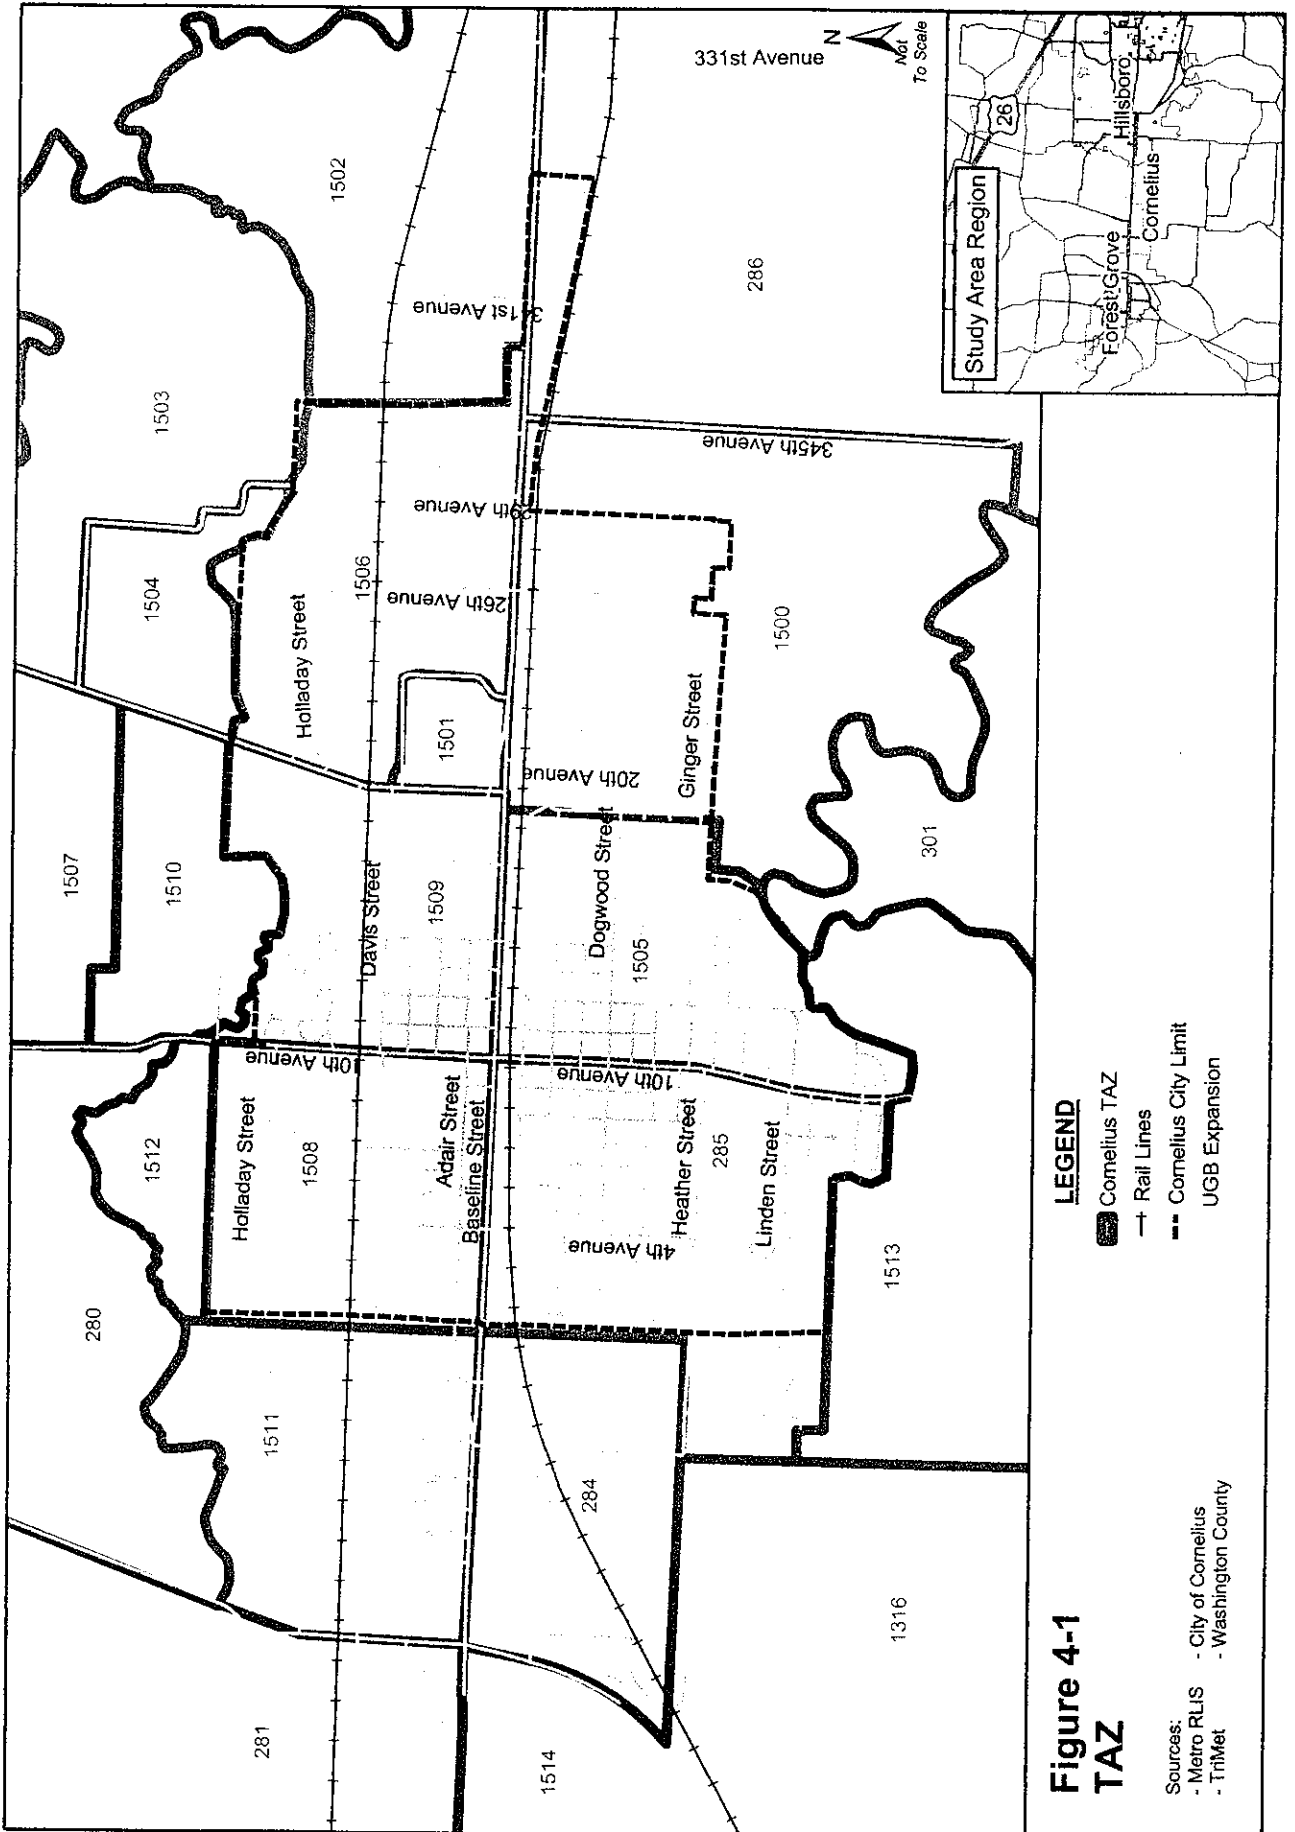 1507
1503
1510
1504
1502
1512
280
1511
281
Holladay Street
Holladay Street
10th Avenue
1508
1506
Davis Street
1509
1501
26th Avenue
29th Avenue
341st Avenue
331st Avenue
Adair Street
Baseline Street
20th Avenue
10th Avenue
4th Avenue
Dogwood Street
1505
Ginger Street
Heather Street
285
Linden Street
1500
345th Avenue
286
284
1514
1316
1513
301
N
Not
To Scale
Study Area Region
26
Hillsboro
Cornelius
Forest Grove
Figure 4-1
TAZ
Sources:
- Metro RLIS - City of Cornelius
- TriMet - Washington County
LEGEND
Cornelius TAZ
Rail Lines
Cornelius City Limit
UGB Expansion